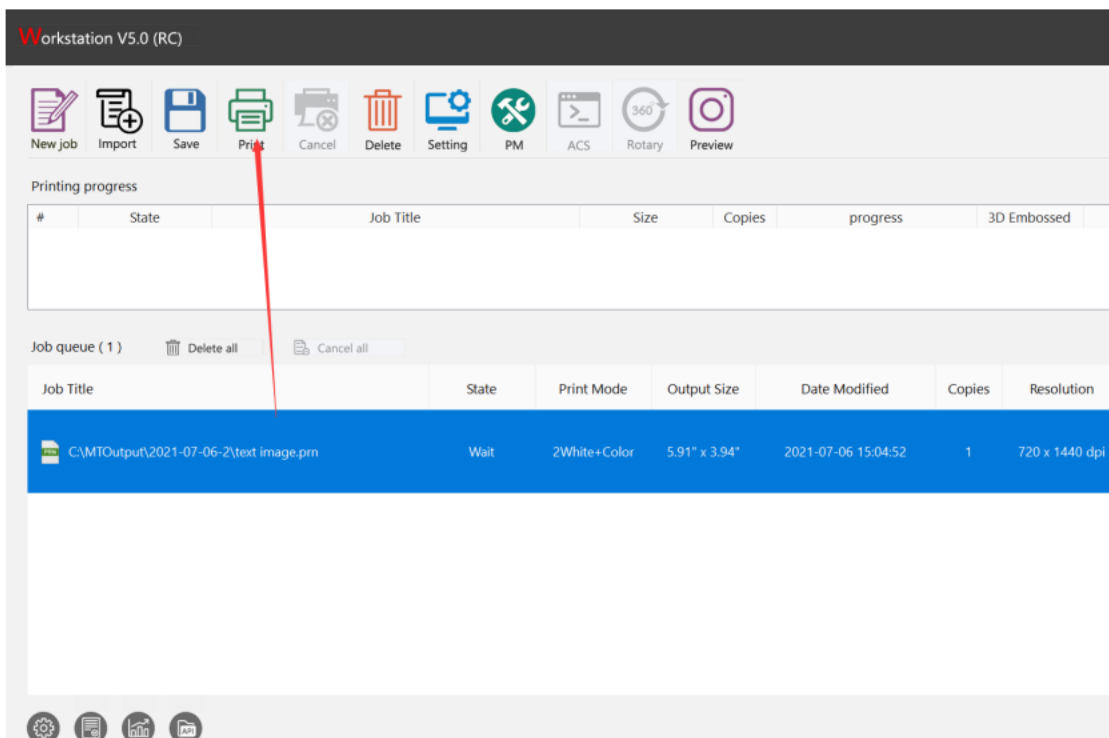 Workstation V5.0 (RC)
New job Import Save Print Cancel Delete Setting PM ACS Rotary Preview
360°
Printing progress
# State Job Title Size Copies progress 3D Embossed
Job queue ( 1 ) Delete all Cancel all
Job Title State Print Mode Output Size Date Modified Copies Resolution
PRN C:\MTOutput\2021-07-06-2\text image.prn Wait 2White+Color 5.91" x 3.94" 2021-07-06 15:04:52 1 720 x 1440 dpi
API